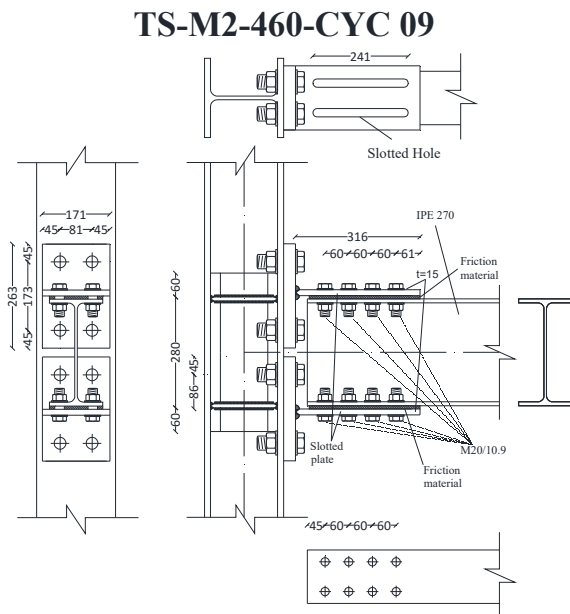 TS-M2-460-CYC 09
241
Slotted Hole
171
45 81 45
316
IPE 270
60 60 60 61
t=15
Friction
material
45
173
263
45
60
280
45
86
60
Slotted
plate
M20/10.9
Friction
material
45 60 60 60